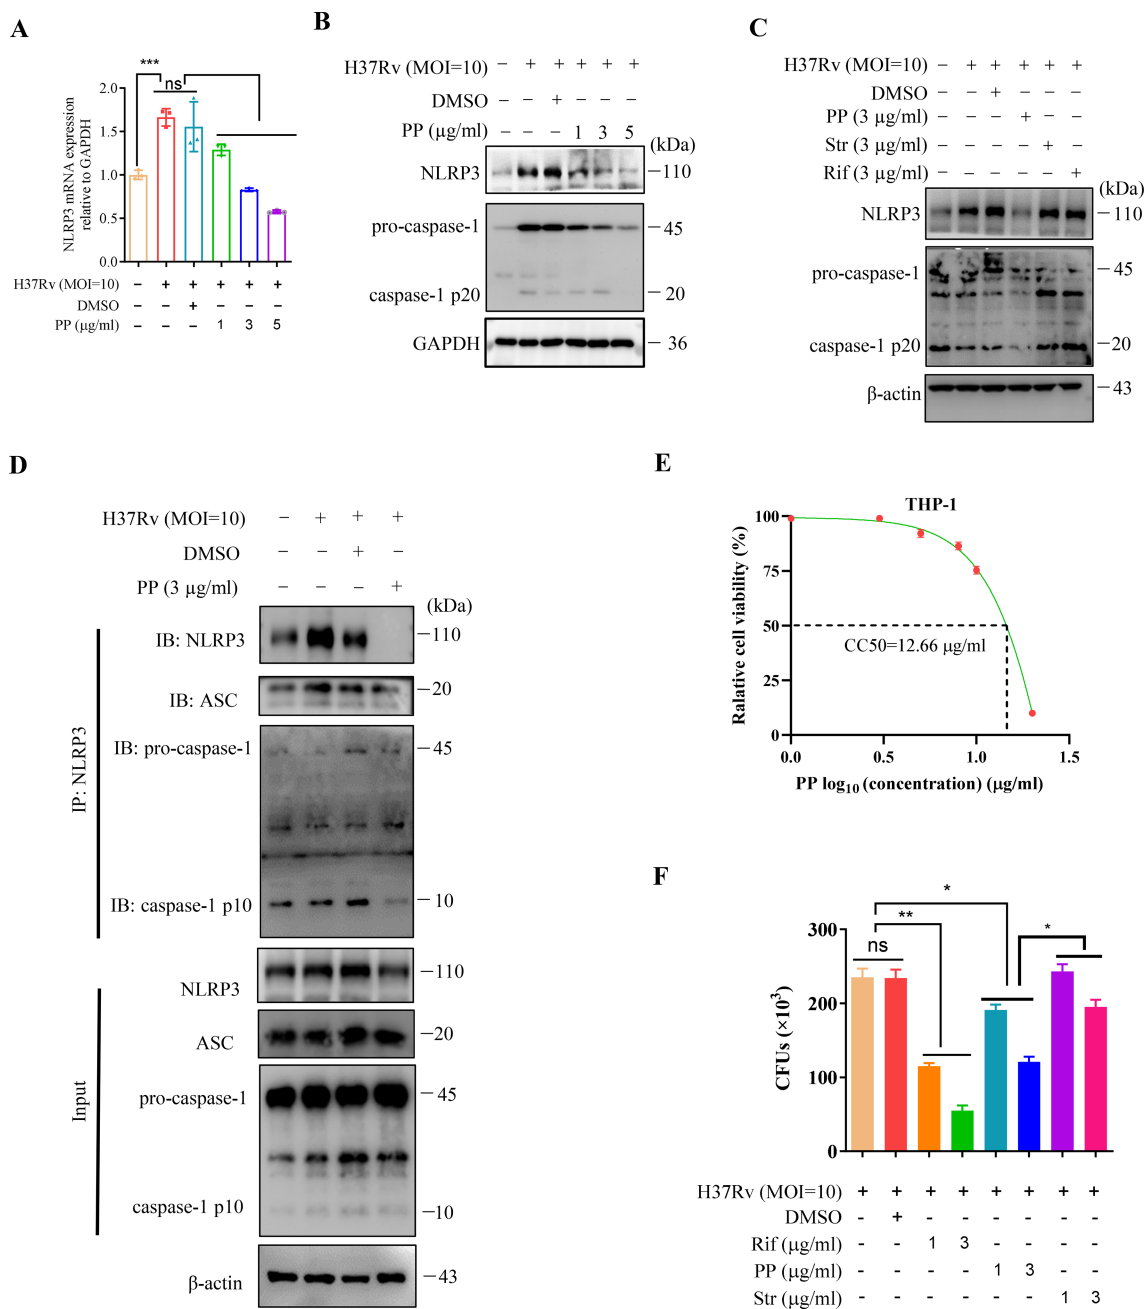 A
***
ns
NLRP3 mRNA expression
relative to GAPDH
2.0
1.5
1.0
0.5
0.0
H37Rv (MOI=10) − + + + + +
DMSO − − + − − −
PP (μg/ml) − − − 1 3 5
B
H37Rv (MOI=10) − + + + + +
DMSO − − + − − −
PP (μg/ml) − − − 1 3 5
(kDa)
NLRP3 −110
pro-caspase-1 −45
caspase-1 p20 −20
GAPDH −36
C
H37Rv (MOI=10) − + + + + +
DMSO − − + − − −
PP (3 μg/ml) − − − + − −
Str (3 μg/ml) − − − − + −
Rif (3 μg/ml) − − − − − +
(kDa)
NLRP3 −110
pro-caspase-1 −45
caspase-1 p20 −20
β-actin −43
D
H37Rv (MOI=10) − + + +
DMSO − − + −
PP (3 μg/ml) − − − +
(kDa)
IP: NLRP3
IB: NLRP3 −110
IB: ASC −20
IB: pro-caspase-1 −45
IB: caspase-1 p10 −10
Input
NLRP3 −110
ASC −20
pro-caspase-1 −45
caspase-1 p10 −10
β-actin −43
E
THP-1
Ralative cell viability (%)
100
75
50
25
0
CC50=12.66 μg/ml
0.0 0.5 1.0 1.5
PP log10 (concentration) (μg/ml)
F
*
**
*
ns
CFUs (×10³)
300
200
100
0
H37Rv (MOI=10) + + + + + + + +
DMSO - + - - - - - -
Rif (μg/ml) - - 1 3 - - - -
PP (μg/ml) - - - - 1 3 - -
Str (μg/ml) - - - - - - 1 3